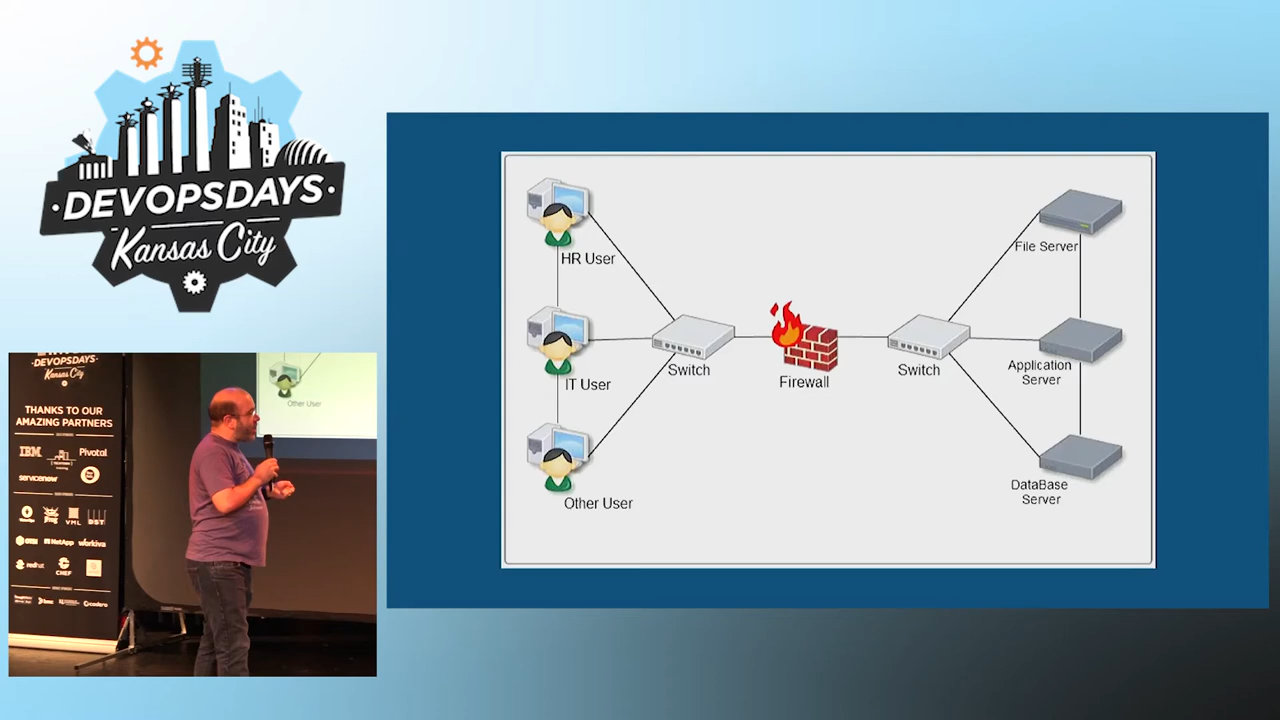 DEVOPSDAYS
Kansas City
DEVOPSDAYS
Kansas City
THANKS TO OUR
AMAZING PARTNERS
IBM
Pivotal
servicenow
VML
DST
NetApp
workiva
redhat
CHEF
Other User
HR User
IT User
Other User
Switch
Firewall
Switch
File Server
Application
Server
DataBase
Server